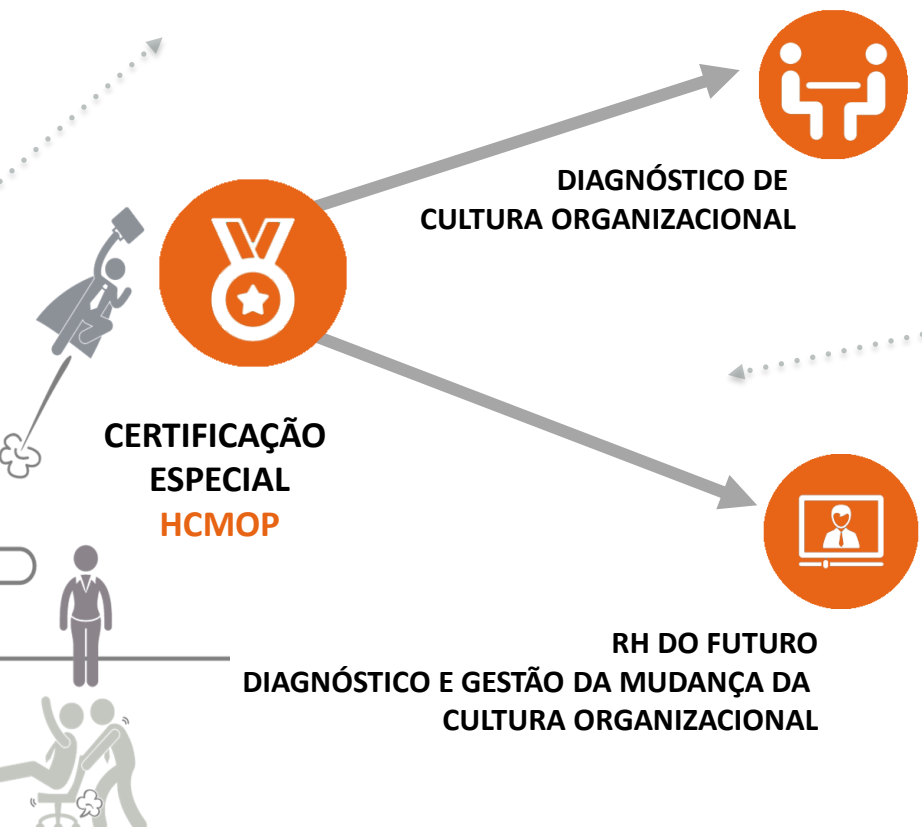 DIAGNÓSTICO DE
CULTURA ORGANIZACIONAL
CERTIFICAÇÃO
ESPECIAL
HCMOP
RH DO FUTURO
DIAGNÓSTICO E GESTÃO DA MUDANÇA DA
CULTURA ORGANIZACIONAL